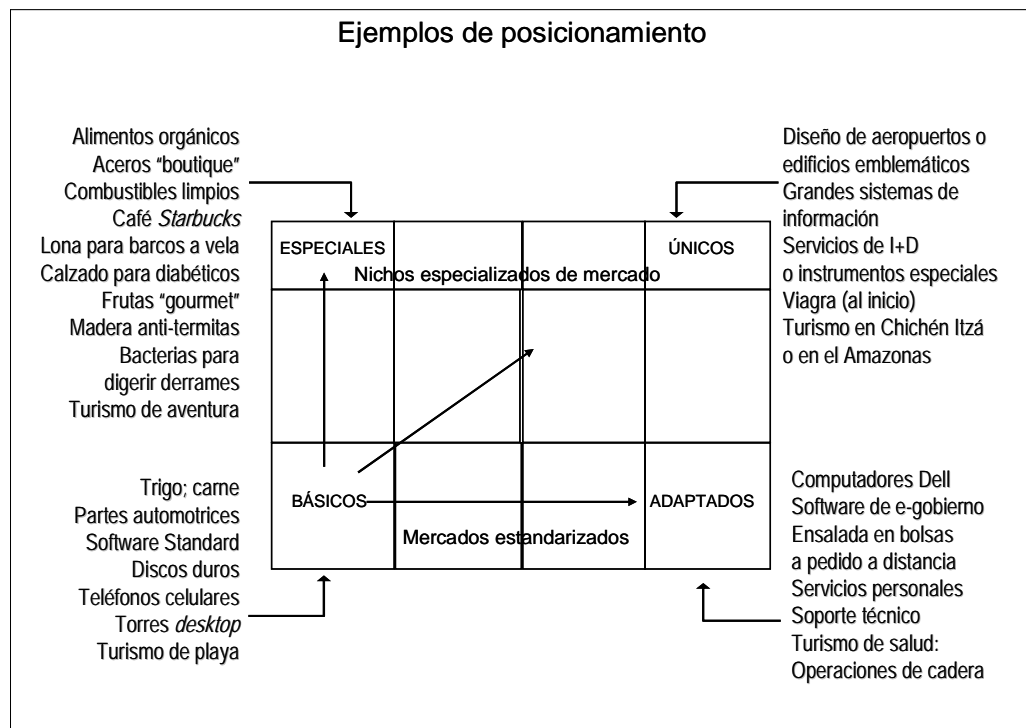 Ejemplos de posicionamiento
Alimentos orgánicos
Aceros "boutique"
Combustibles limpios
Café Starbucks
Lona para barcos a vela
Calzado para diabéticos
Frutas "gourmet"
Madera anti-termitas
Bacterias para
digerir derrames
Turismo de aventura
Diseño de aeropuertos o
edificios emblemáticos
Grandes sistemas de
información
Servicios de I+D
o instrumentos especiales
Viagra (al inicio)
Turismo en Chichén Itzá
o en el Amazonas
ESPECIALES
ÚNICOS
Nichos especializados de mercado
BÁSICOS
ADAPTADOS
Mercados estandarizados
Trigo; carne
Partes automotrices
Software Standard
Discos duros
Teléfonos celulares
Torres desktop
Turismo de playa
Computadores Dell
Software de e-gobierno
Ensalada en bolsas
a pedido a distancia
Servicios personales
Soporte técnico
Turismo de salud:
Operaciones de cadera